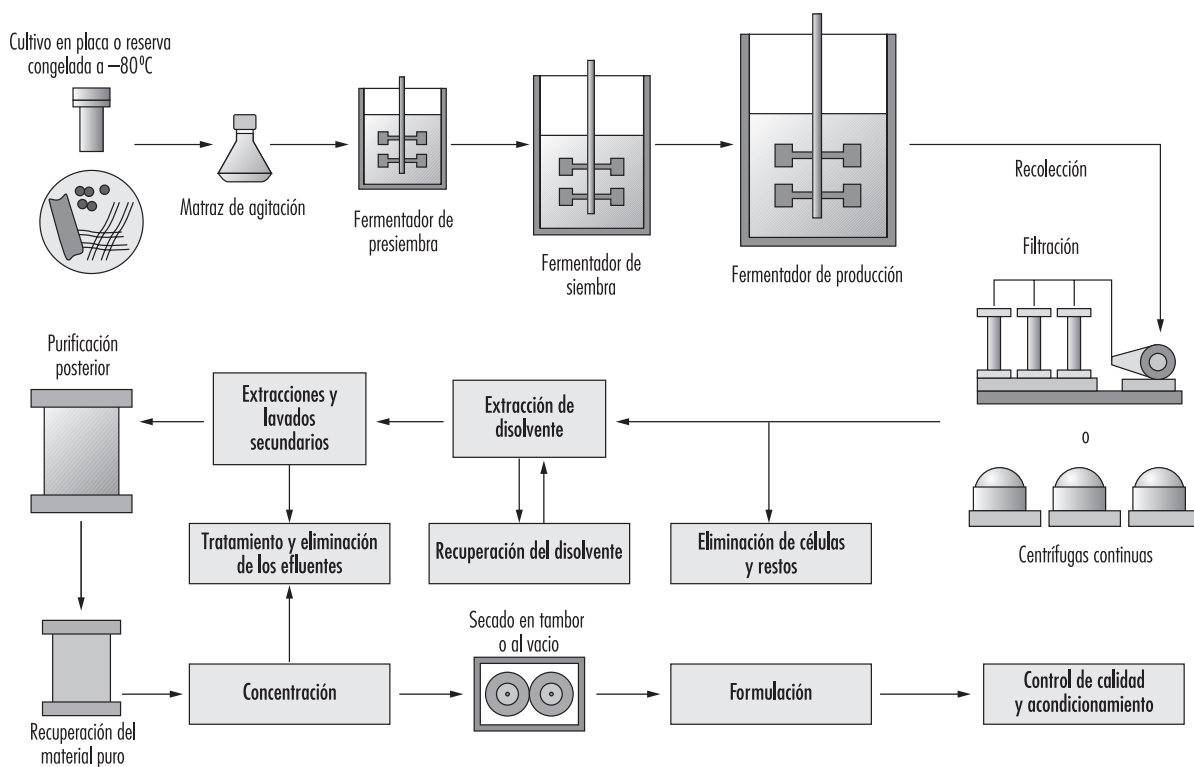 Cultivo en placa o reserva
congelada a –80ºC
Matraz de agitación
Fermentador de
presiembra
Fermentador de
siembra
Fermentador de producción
Recolección
Filtración
o
Centrífugas continuas
Purificación
posterior
Extracciones y
lavados
secundarios
Extracción de
disolvente
Tratamiento y eliminación
de los efluentes
Recuperación del disolvente
Eliminación de células
y restos
Recuperación del
material puro
Concentración
Secado en tambor
o al vacio
Formulación
Control de calidad
y acondicionamiento